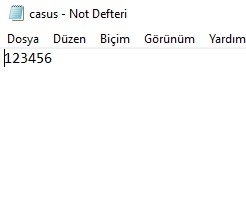 casus - Not Defteri
Dosya Düzen Biçim Görünüm Yardım
123456